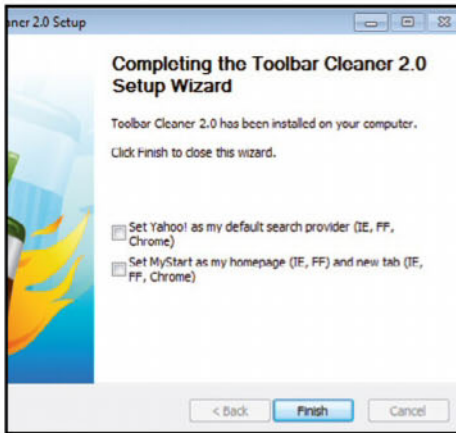 aner 2.0 Setup
Completing the Toolbar Cleaner 2.0
Setup Wizard
Toolbar Cleaner 2.0 has been installed on your computer.
Click Finish to close this wizard.
Set Yahoo! as my default search provider (IE, FF,
Chrome)
Set MyStart as my homepage (IE, FF) and new tab (IE,
FF, Chrome)
< Back
Finish
Cancel